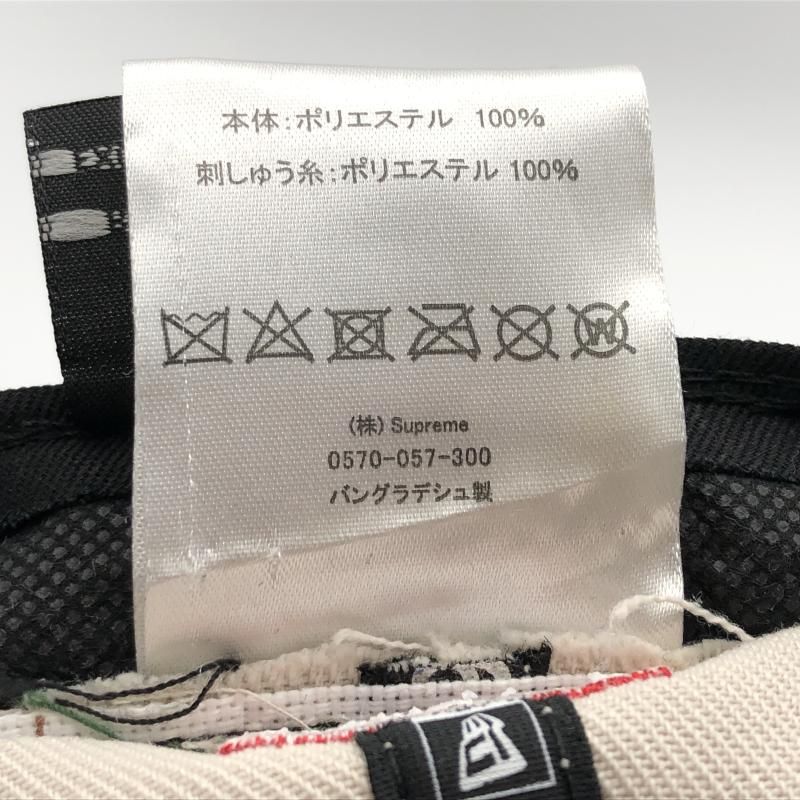 本体:ポリエステル 100%
刺しゅう糸:ポリエステル 100%
W
(株) Supreme
0570-057-300
バングラデシュ製